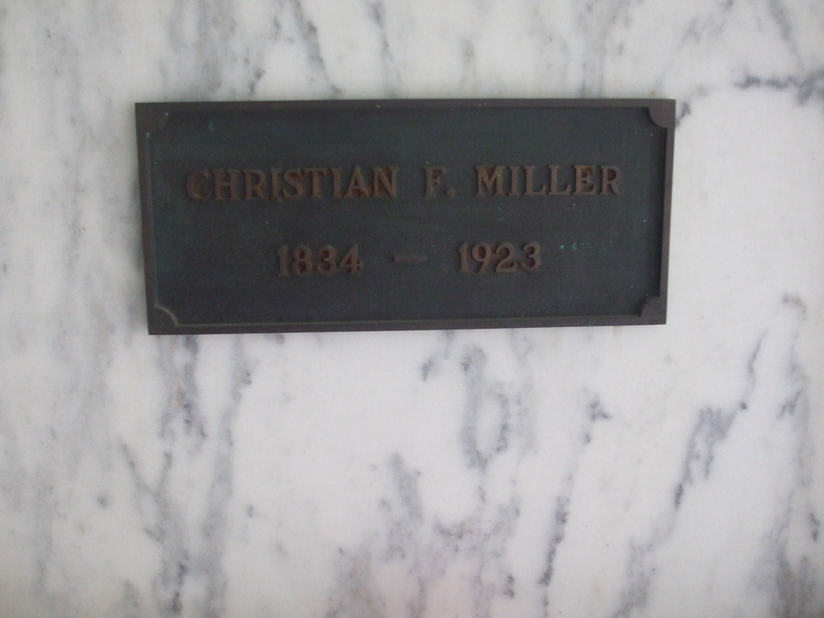 CHRISTIAN F. MILLER
1834 — 1923